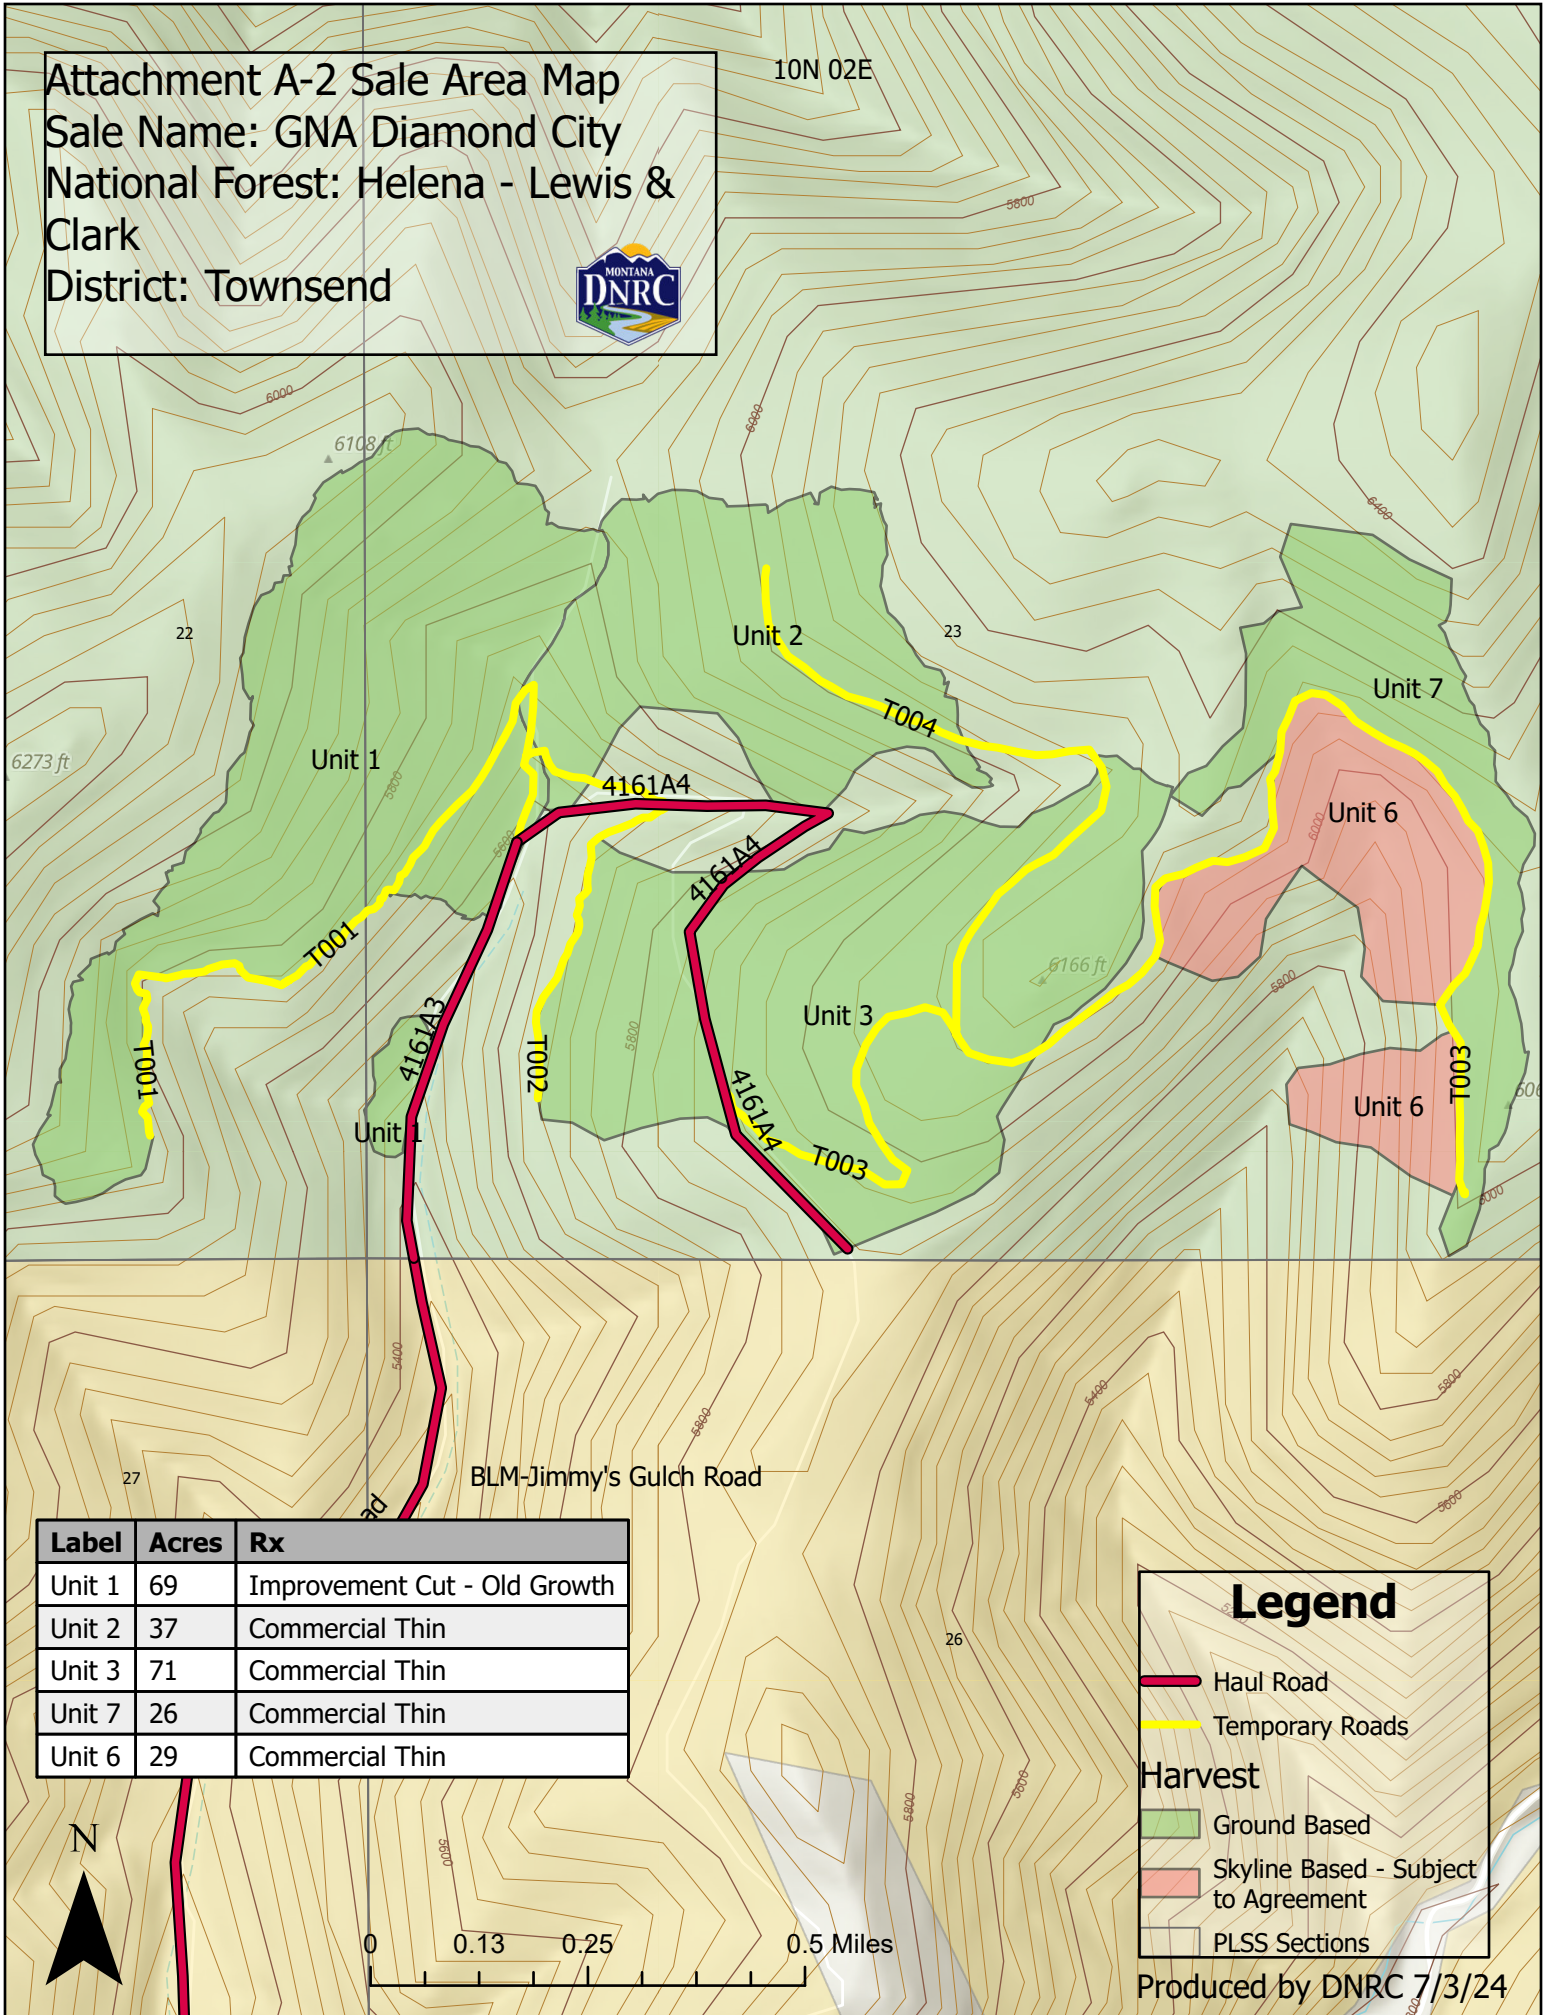 Attachment A-2 Sale Area Map
Sale Name: GNA Diamond City
National Forest: Helena - Lewis &
Clark
District: Townsend
MONTANA
DNRC
10N 02E
5800
6000
6000
6108 ft
6400
22
23
Unit 2
Unit 7
T004
6273 ft
Unit 1
5800
4161A4
Unit 6
6000
5600
4161A4
T001
6166 ft
5800
Unit 3
4161A3
5800
T002
T001
T003
4161A4
Unit 6
Unit 1
T003
6000
5400
5800
5400
5800
27
BLM-Jimmy's Gulch Road
ad
5600
Label Acres Rx
Unit 1 69 Improvement Cut - Old Growth
Unit 2 37 Commercial Thin
Unit 3 71 Commercial Thin
Unit 7 26 Commercial Thin
Unit 6 29 Commercial Thin
26
5600
5800
5600
Legend
Haul Road
Temporary Roads
Harvest
Ground Based
Skyline Based - Subject
to Agreement
PLSS Sections
N
0 0.13 0.25 0.5 Miles
Produced by DNRC 7/3/24